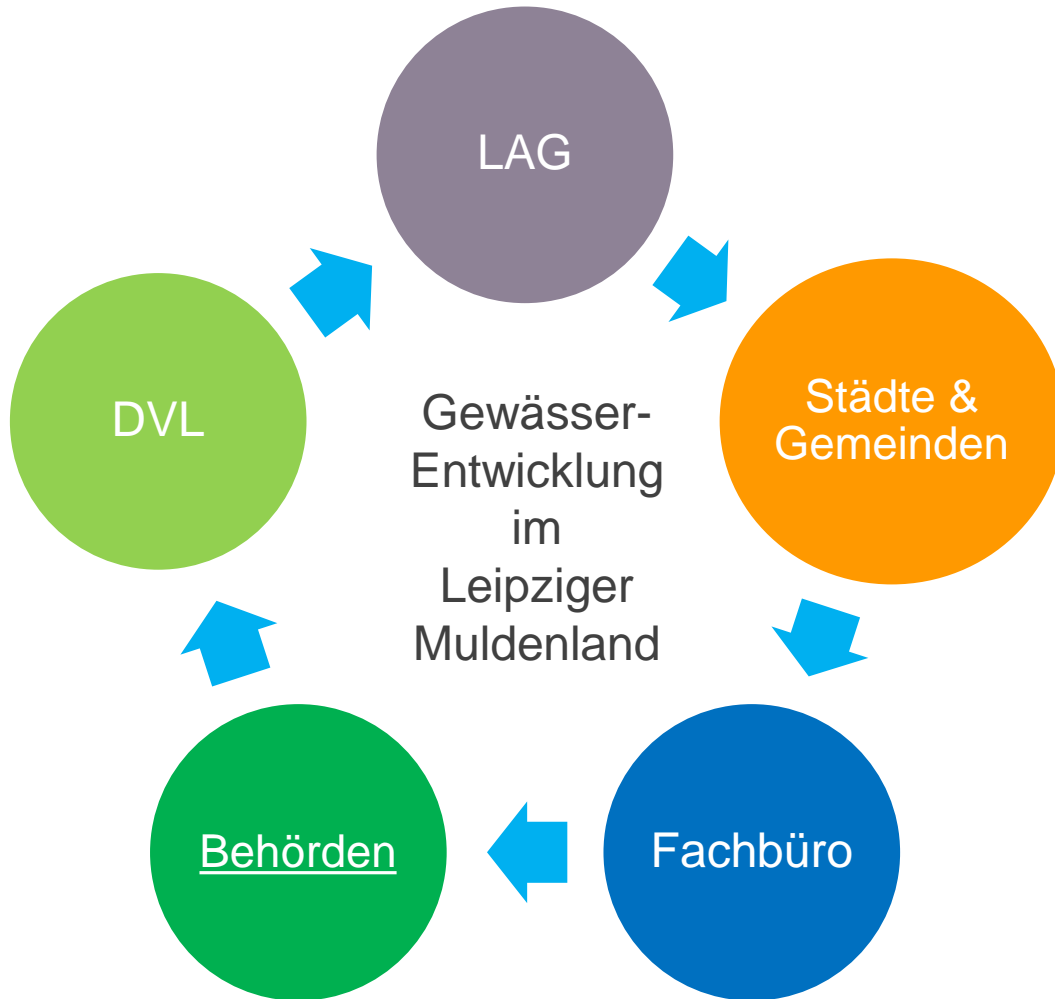 LAG
Städte &
Gemeinden
DVL
Gewässer-
Entwicklung
im
Leipziger
Muldenland
Behörden
Fachbüro